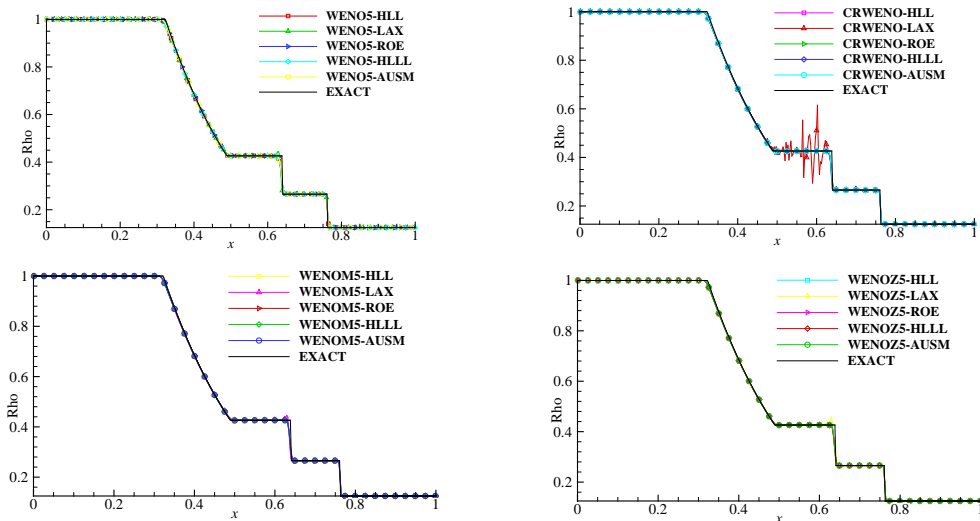 1
0.8
0.6
0.4
0.2
Rho
0
0.2
0.4
0.6
0.8
1
x
WENO5-HLL
WENO5-LAX
WENO5-ROE
WENO5-HLLL
WENO5-AUSM
EXACT
1
0.8
0.6
0.4
0.2
Rho
0
0.2
0.4
0.6
0.8
1
x
CRWENO-HLL
CRWENO-LAX
CRWENO-ROE
CRWENO-HLLL
CRWENO-AUSM
EXACT
1
0.8
0.6
0.4
0.2
Rho
0
0.2
0.4
0.6
0.8
1
x
WENOM5-HLL
WENOM5-LAX
WENOM5-ROE
WENOM5-HLLL
WENOM5-AUSM
EXACT
1
0.8
0.6
0.4
0.2
Rho
0
0.2
0.4
0.6
0.8
x
WENOZ5-HLL
WENOZ5-LAX
WENOZ5-ROE
WENOZ5-HLLL
WENOZ5-AUSM
EXACT